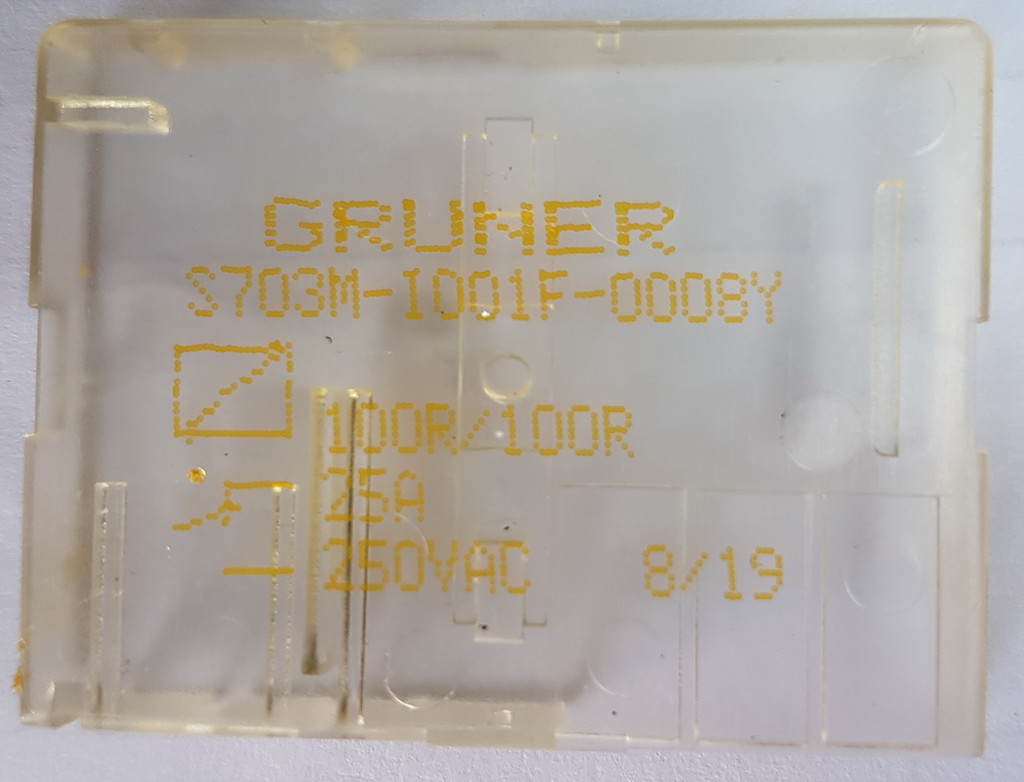 GRUNER
S703M-1001F-0008Y
100R/100R
25A
250VAC 8/19